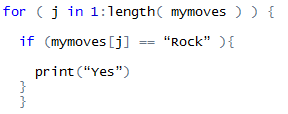 for ( j in 1:length( mymoves ) ) {
if (mymoves[j] == “Rock” ){
print(“Yes”)
}
}